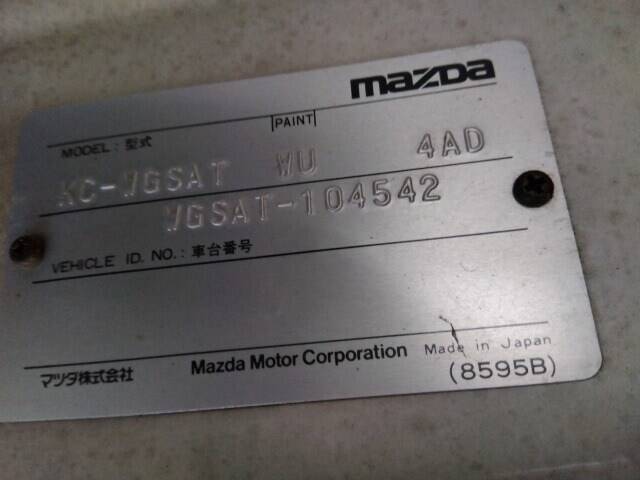 mazda
MODEL : 型式 PAINT
KC-WGSAT WU 4AD
WGSAT-104542
VEHICLE ID. NO. : 車台番号
マツダ株式会社 Mazda Motor Corporation Made in Japan
(8595B)